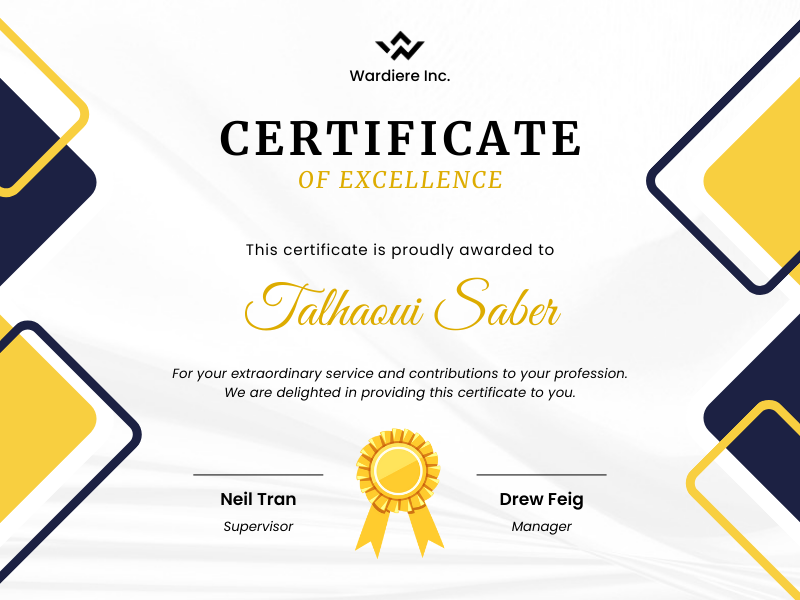 Wardiere Inc.
CERTIFICATE
OF EXCELLENCE
This certificate is proudly awarded to
Talhaoui Saber
For your extraordinary service and contributions to your profession.
We are delighted in providing this certificate to you.
Neil Tran
Supervisor
Drew Feig
Manager